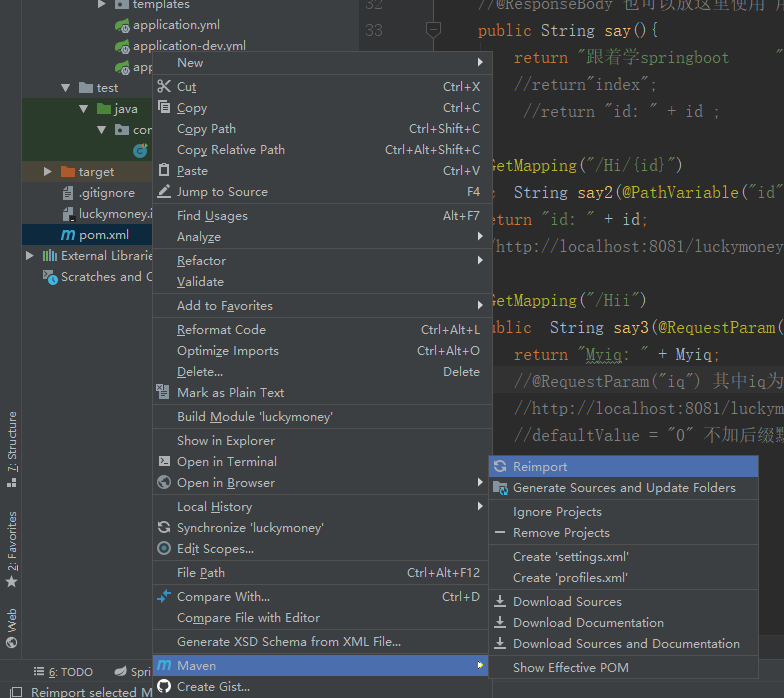 templates
application.yml
application-dev.yml
app
test
java
con
target
.gitignore
luckymoney.i
pom.xml
External Librarie
Scratches and C
7: Structure
2: Favorites
Web
6: TODO
Spri
Reimport selected M
New
Cut Ctrl+X
Copy Ctrl+C
Copy Path Ctrl+Shift+C
Copy Relative Path Ctrl+Alt+Shift+C
Paste Ctrl+V
Jump to Source F4
Find Usages Alt+F7
Analyze
Refactor
Validate
Add to Favorites
Reformat Code Ctrl+Alt+L
Optimize Imports Ctrl+Alt+O
Delete... Delete
Mark as Plain Text
Build Module 'luckymoney'
Show in Explorer
Open in Terminal
Open in Browser
Local History
Synchronize 'luckymoney'
Edit Scopes...
File Path Ctrl+Alt+F12
Compare With... Ctrl+D
Compare File with Editor
Generate XSD Schema from XML File...
Maven
Create Gist...
32 //@ResponseBody 也可以放这里使用 用
33 public String say(){
return "跟着学springboot
//return"index";
//return "id: " + id ;
GetMapping("/Hi/{id}")
c String say2(@PathVariable("id"
eturn "id: " + id;
/http://localhost:8081/luckymoney
GetMapping("/Hii")
ublic String say3(@RequestParam(
return "Myiq: " + Myiq;
//@RequestParam("iq") 其中iq为
//http://localhost:8081/luckym
//defaultValue = "0" 不加后缀默
Reimport
Generate Sources and Update Folders
Ignore Projects
Remove Projects
Create 'settings.xml'
Create 'profiles.xml'
Download Sources
Download Documentation
Download Sources and Documentation
Show Effective POM